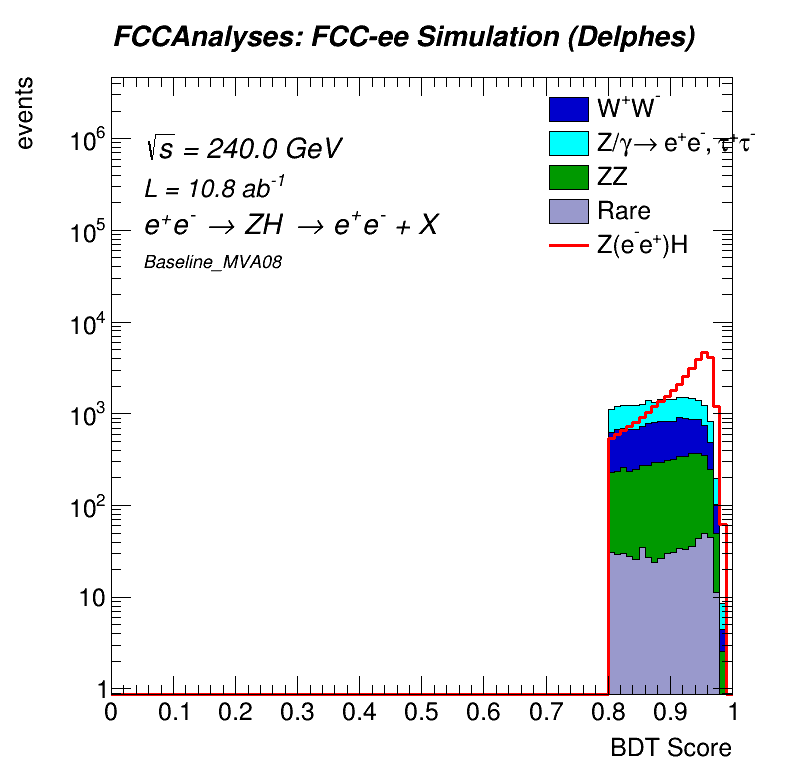 FCCAnalyses: FCC-ee Simulation (Delphes)
events
√s = 240.0 GeV
L = 10.8 ab⁻¹
e⁺e⁻ → ZH → e⁺e⁻ + X
Baseline_MVA08
W⁺W⁻
Z/γ→ e⁺e⁻, τ⁺τ⁻
ZZ
Rare
Z(e⁻e⁺)H
10⁶
10⁵
10⁴
10³
10²
10
1
0 0.1 0.2 0.3 0.4 0.5 0.6 0.7 0.8 0.9 1
BDT Score